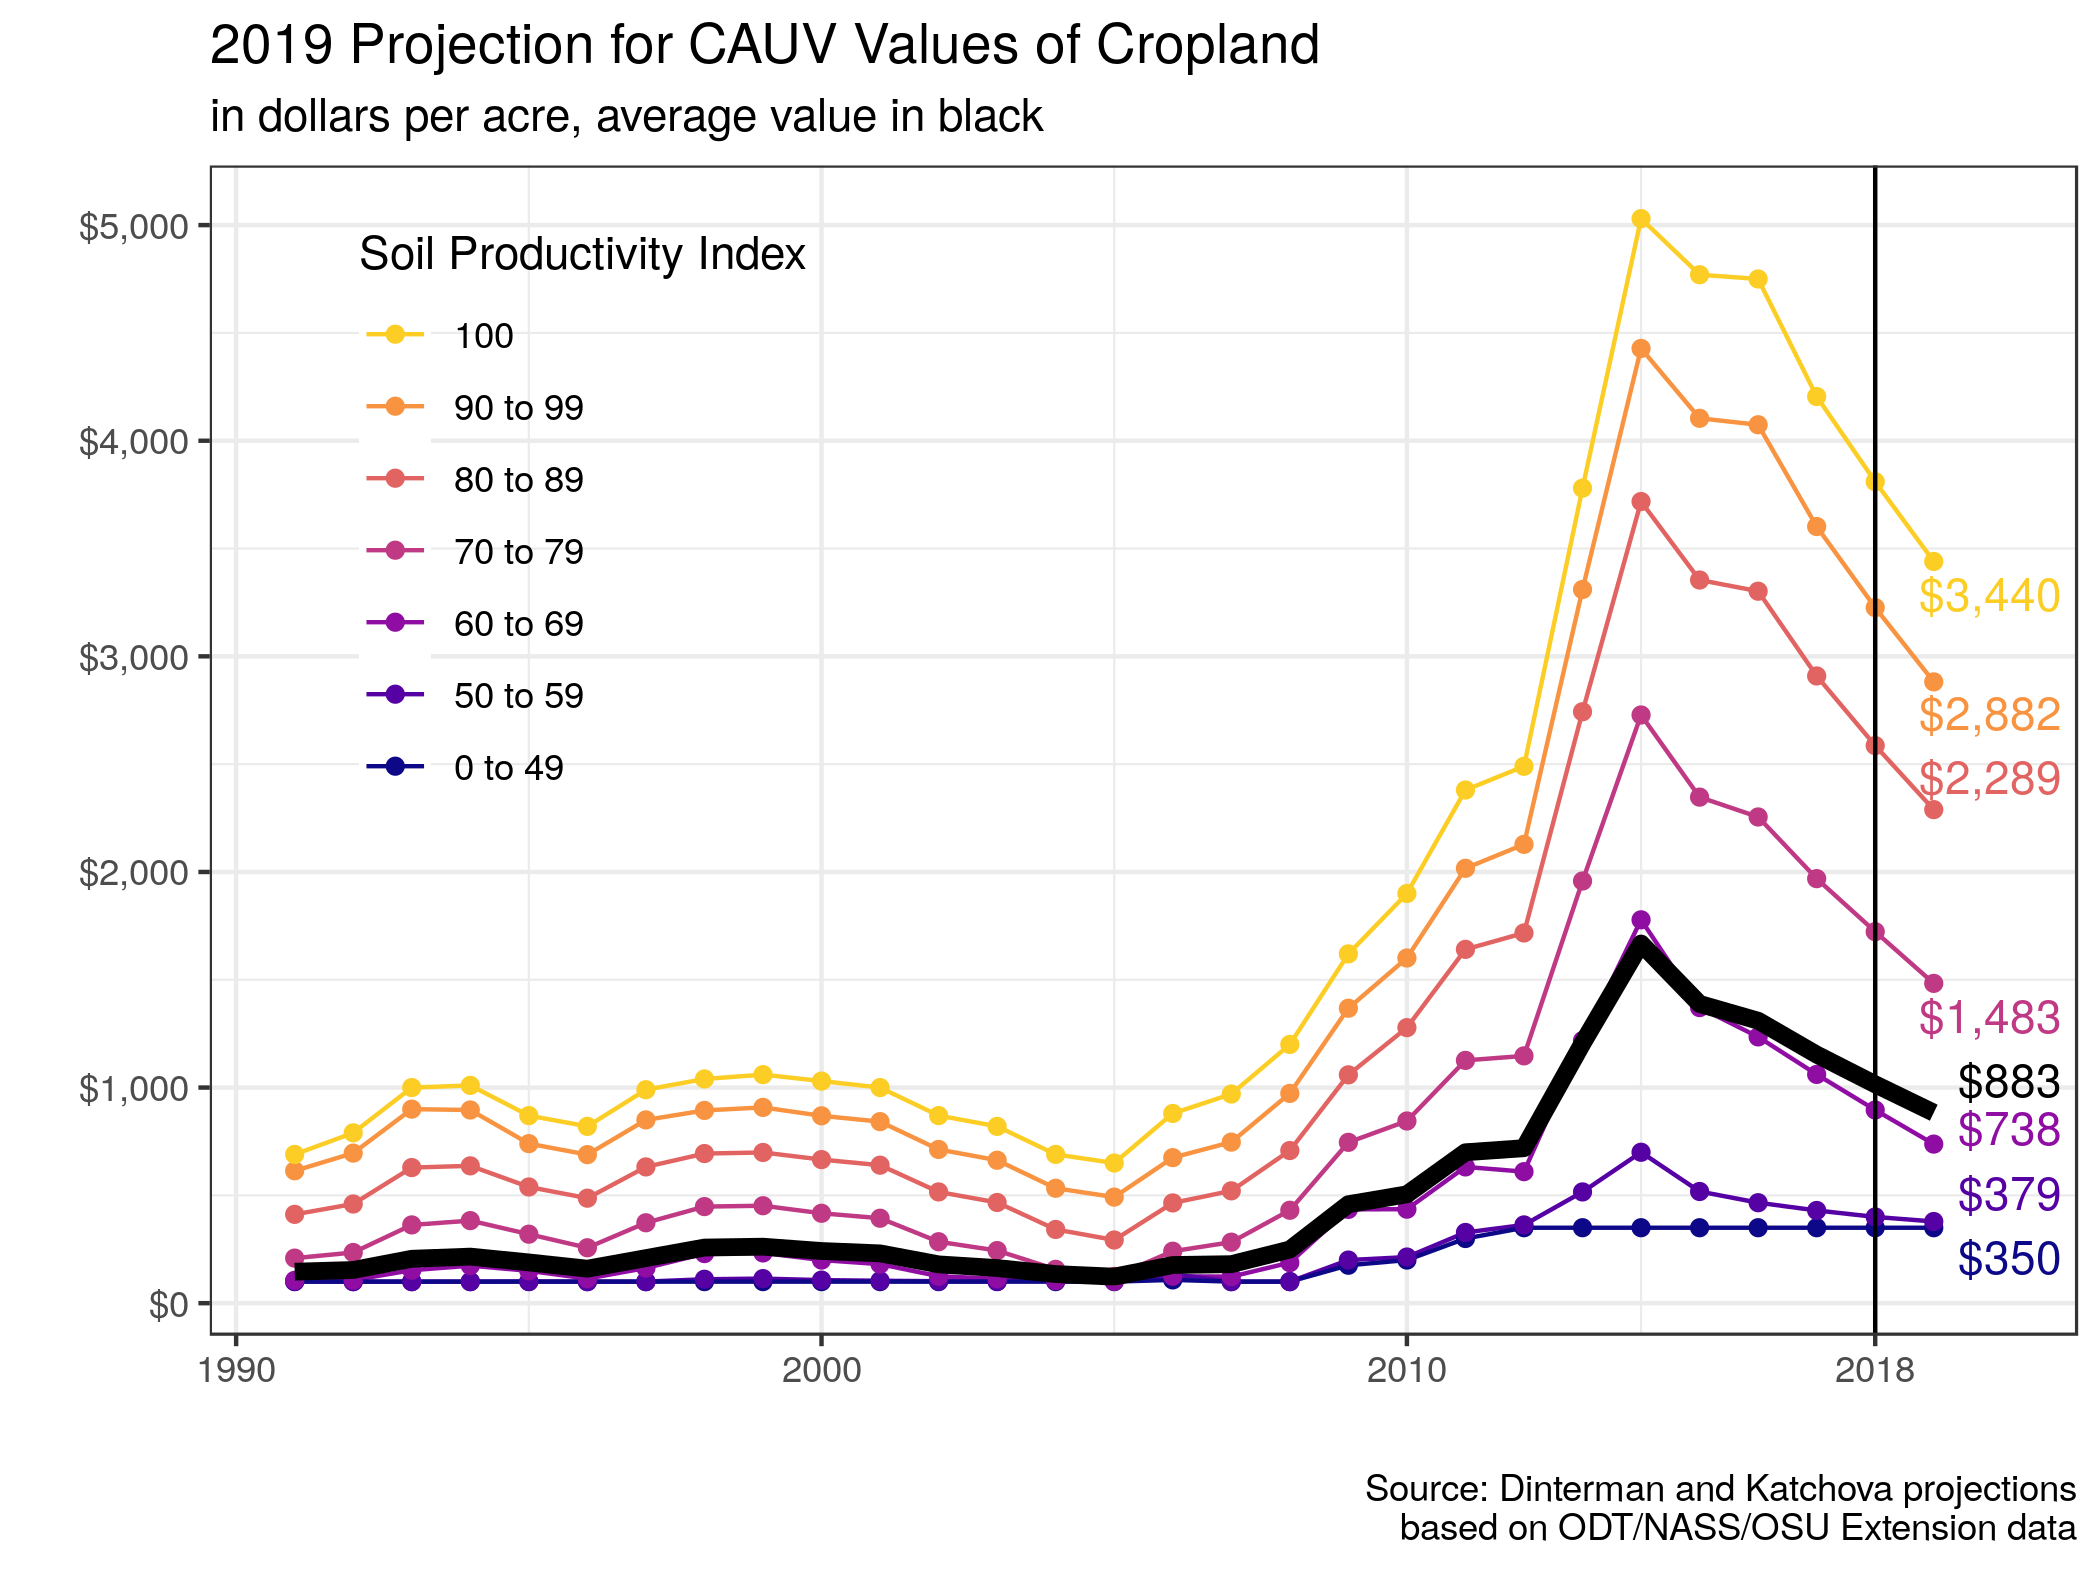 2019 Projection for CAUV Values of Cropland
in dollars per acre, average value in black
$5,000
$4,000
$3,000
$2,000
$1,000
$0
Soil Productivity Index
100
90 to 99
80 to 89
70 to 79
60 to 69
50 to 59
0 to 49
$3,440
$2,882
$2,289
$1,483
$883
$738
$379
$350
1990 2000 2010 2018
Source: Dinterman and Katchova projections
based on ODT/NASS/OSU Extension data